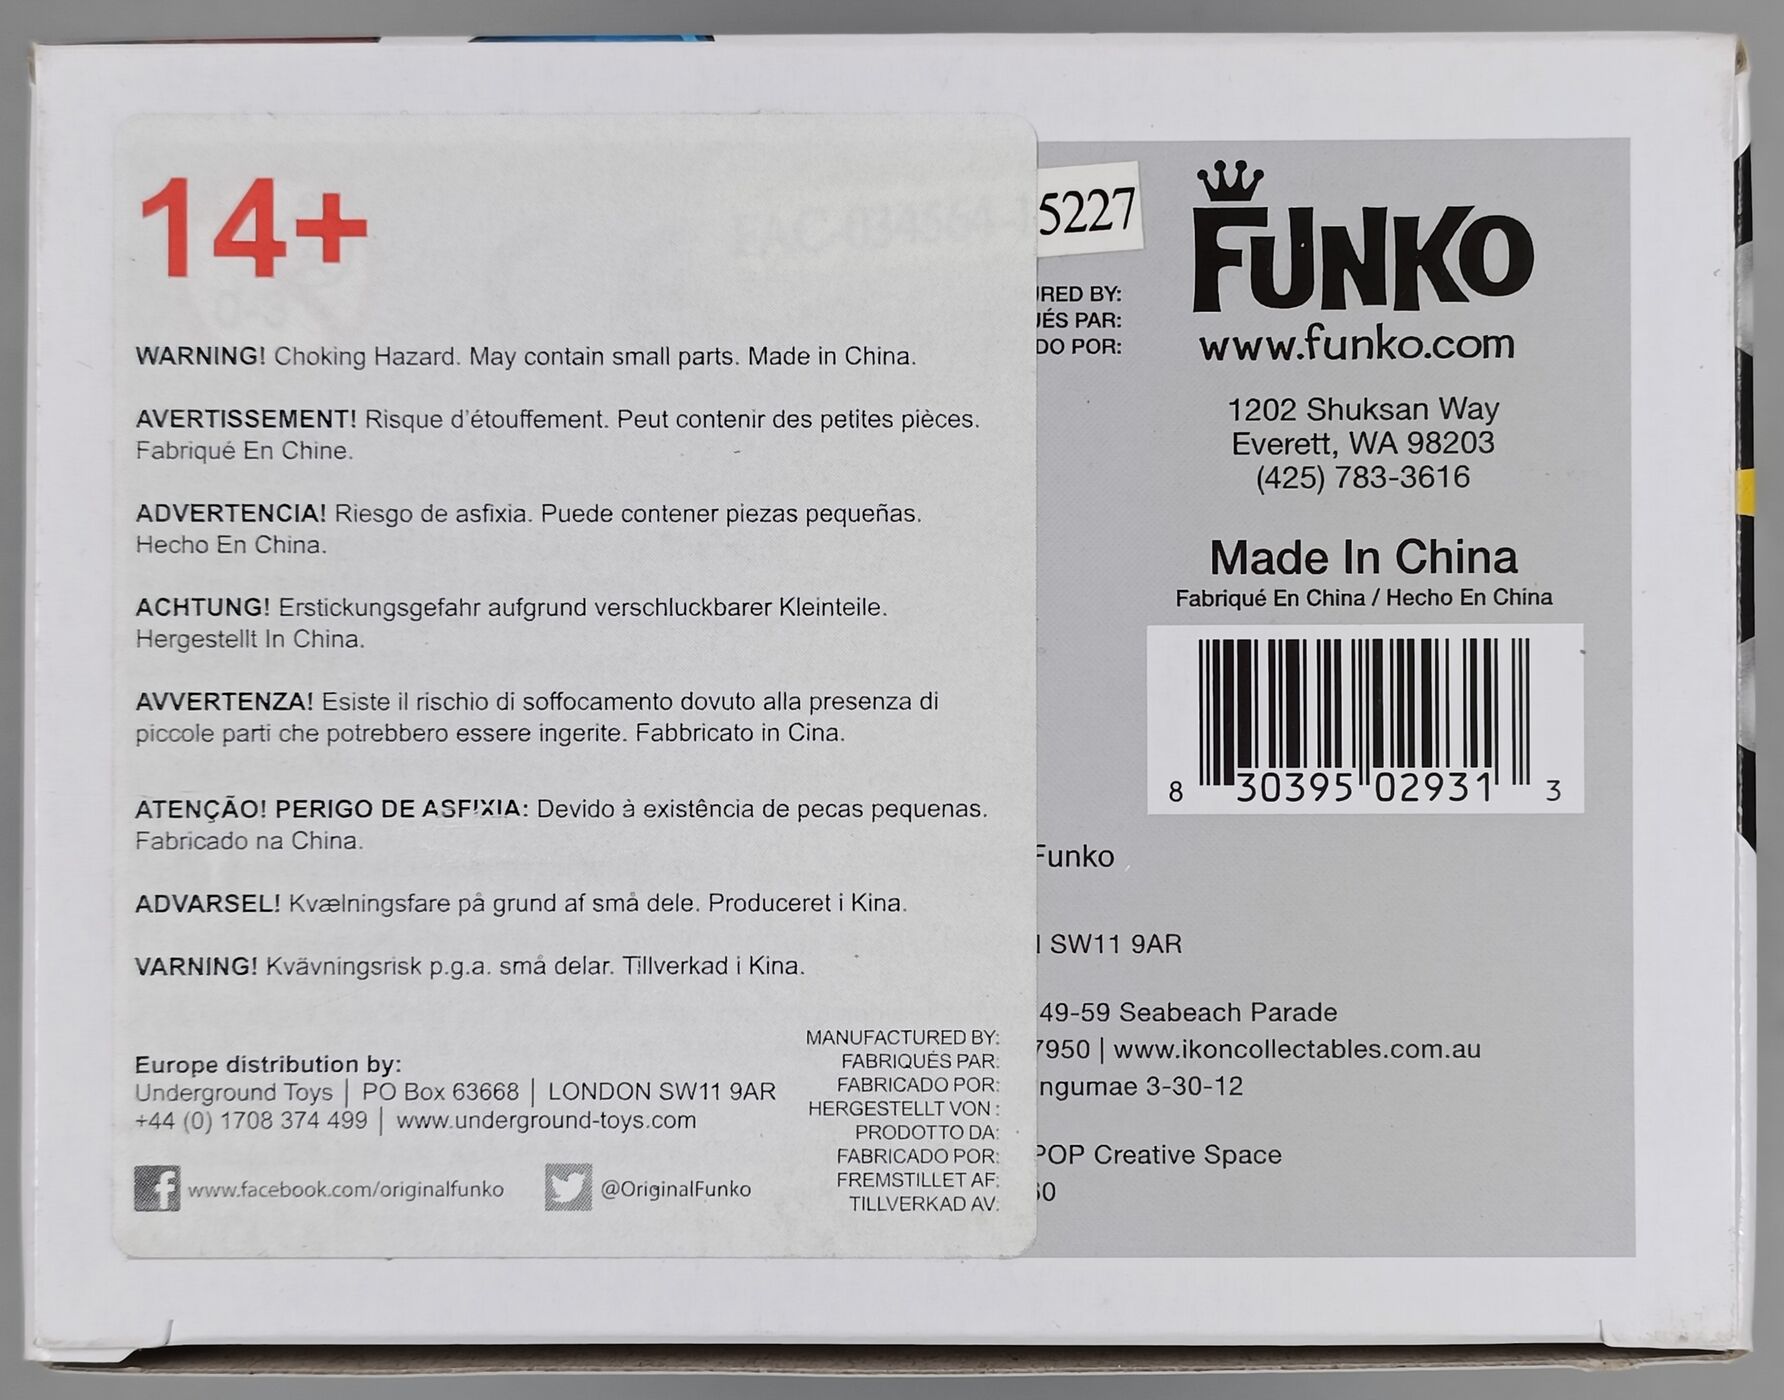 14+
WARNING! Choking Hazard. May contain small parts. Made in China.
AVERTISSEMENT! Risque d'étouffement. Peut contenir des petites pièces.
Fabriqué En Chine.
ADVERTENCIA! Riesgo de asfixia. Puede contener piezas pequeñas.
Hecho En China.
ACHTUNG! Erstickungsgefahr aufgrund verschluckbarer Kleinteile.
Hergestellt In China.
AVVERTENZA! Esiste il rischio di soffocamento dovuto alla presenza di
piccole parti che potrebbero essere ingerite. Fabbricato in Cina.
ATENÇÃO! PERIGO DE ASFIXIA: Devido à existência de pecas pequenas.
Fabricado na China.
ADVARSEL! Kvælningsfare på grund af små dele. Produceret i Kina.
VARNING! Kvävningsrisk p.g.a. små delar. Tillverkad i Kina.
Europe distribution by:
Underground Toys | PO Box 63668 | LONDON SW11 9AR
+44 (0) 1708 374 499 | www.underground-toys.com
www.facebook.com/originalfunko
@OriginalFunko
MANUFACTURED BY:
FABRIQUÉS PAR:
FABRICADO POR:
HERGESTELLT VON :
PRODOTTO DA:
FABRICADO POR:
FREMSTILLET AF:
TILLVERKAD AV:
5227
RED BY:
ÉS PAR:
DO POR:
FUNKO
www.funko.com
1202 Shuksan Way
Everett, WA 98203
(425) 783-3616
Made In China
Fabriqué En China / Hecho En China
8 30395 02931 3
Funko
SW11 9AR
49-59 Seabeach Parade
7950 | www.ikoncollectables.com.au
ngumae 3-30-12
POP Creative Space
0